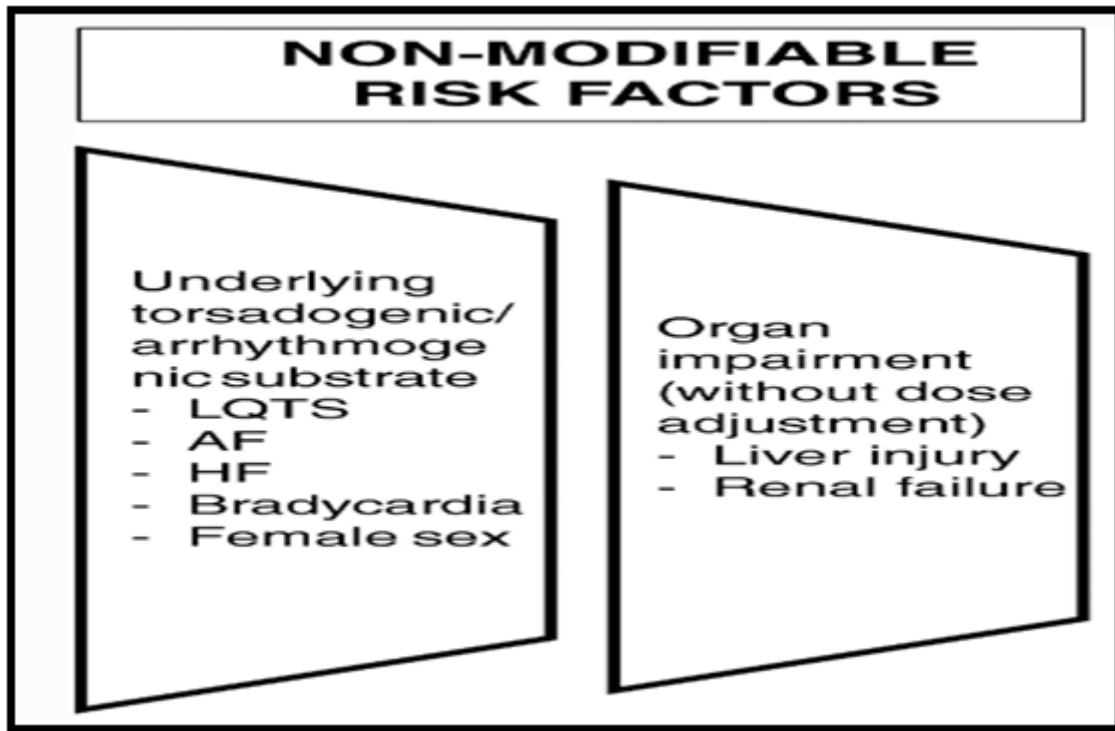 NON-MODIFIABLE
RISK FACTORS
Underlying
torsadogenic/
arrhythmoge
nic substrate
- LQTS
- AF
- HF
- Bradycardia
- Female sex
Organ
impairment
(without dose
adjustment)
- Liver injury
- Renal failure